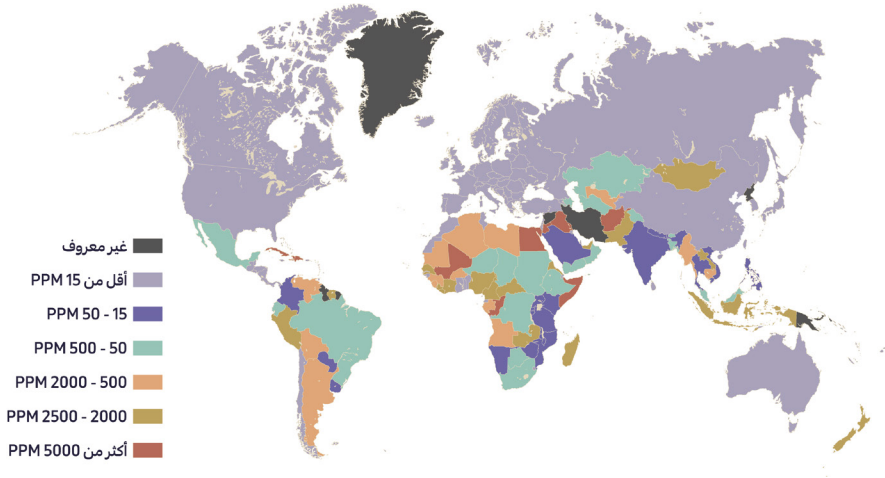 غير معروف
أقل من 15 PPM
15 - 50 PPM
50 - 500 PPM
500 - 2000 PPM
2000 - 2500 PPM
أكثر من 5000 PPM